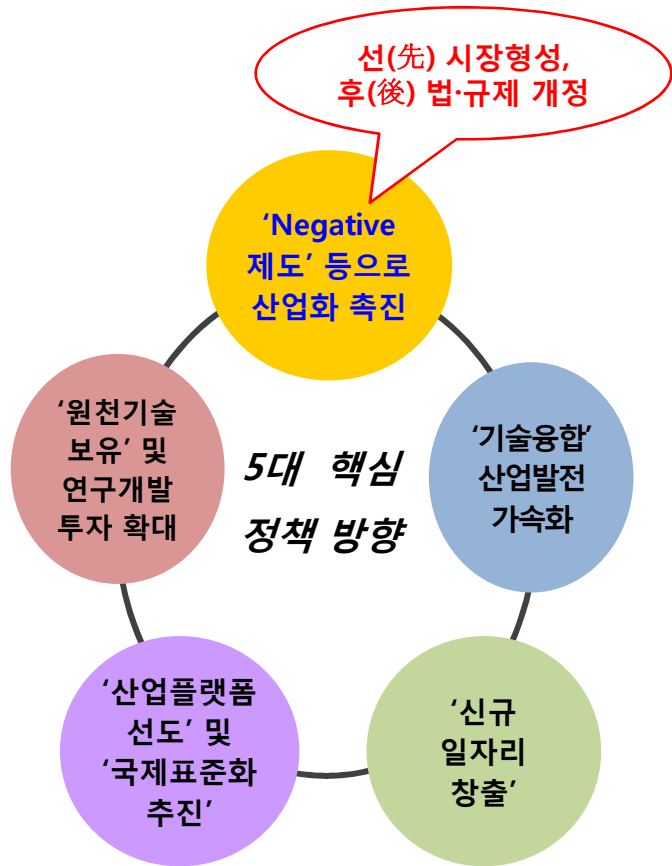 선(先) 시장형성,
후(後) 법·규제 개정
‘Negative
제도’ 등으로
산업화 촉진
‘기술융합’
산업발전
가속화
‘신규
일자리
창출’
‘산업플랫폼
선도’ 및
‘국제표준화
추진’
‘원천기술
보유’ 및
연구개발
투자 확대
5대 핵심
정책 방향